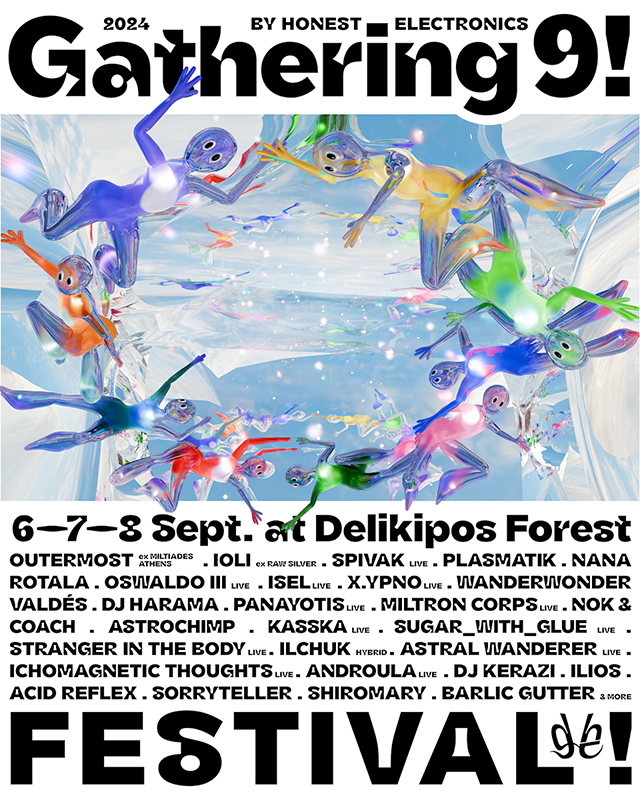 2024 BY HONEST ELECTRONICS
Gathering 9!
6–7–8 Sept. at Delikipos Forest
OUTERMOST ex MILTIADES ATHENS . IOLI ex RAW SILVER . SPIVAK LIVE . PLASMATIK . NANA
ROTALA . OSWALDO III LIVE . ISEL LIVE . X.YPNO LIVE . WANDERWONDER
VALDÉS . DJ HARAMA . PANAYOTIS LIVE . MILTRON CORPS LIVE . NOK &
COACH . ASTROCHIMP . KASSKA LIVE . SUGAR_WITH_GLUE LIVE .
STRANGER IN THE BODY LIVE . ILCHUK HYBRID . ASTRAL WANDERER LIVE .
ICHOMAGNETIC THOUGHTS LIVE . ANDROULA LIVE . DJ KERAZI . ILIOS .
ACID REFLEX . SORRYTELLER . SHIROMARY . BARLIC GUTTER & MORE
FESTIVAL !